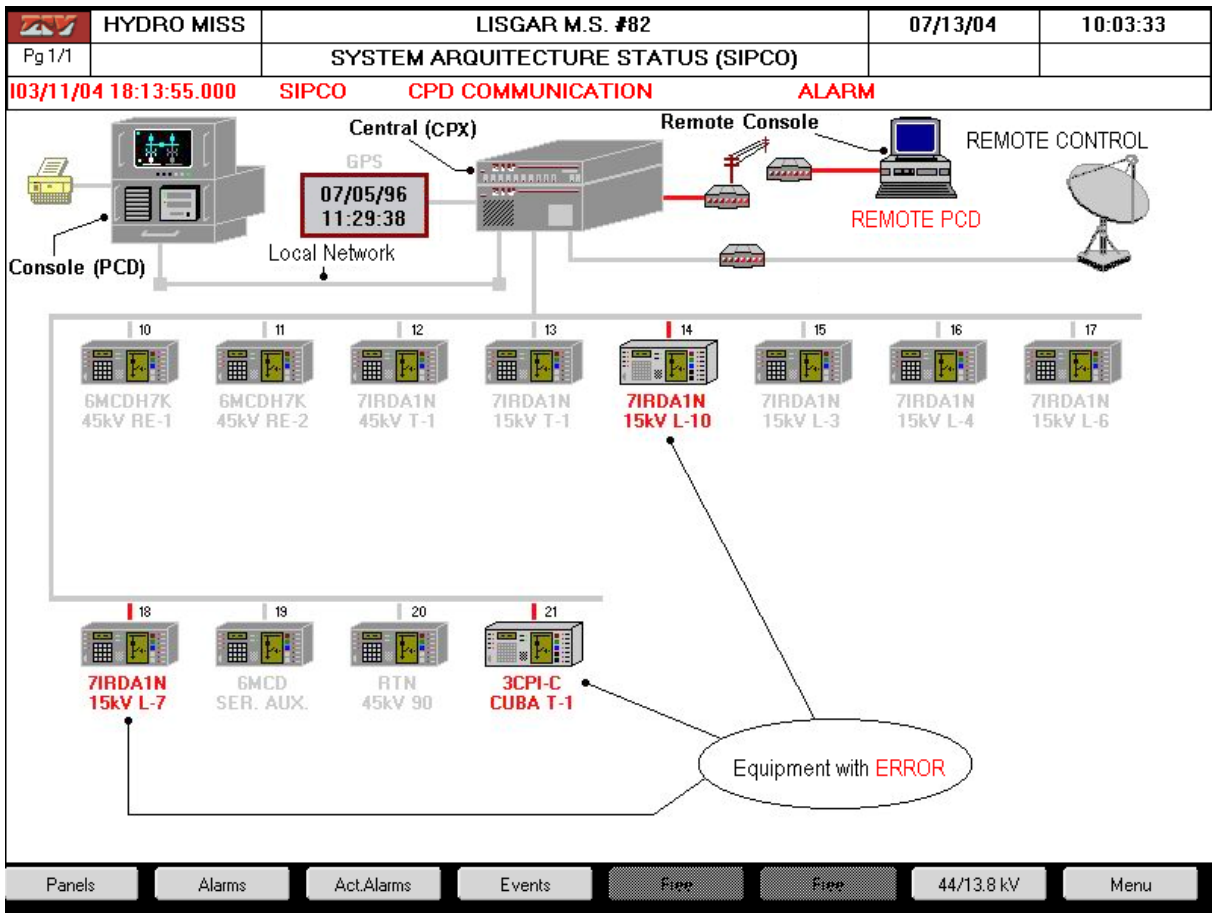 ZIV HYDRO MISS LISGAR M.S. #82 07/13/04 10:03:33
Pg 1/1 SYSTEM ARQUITECTURE STATUS (SIPCO)
I03/11/04 18:13:55.000 SIPCO CPD COMMUNICATION ALARM
Central (CPX) Remote Console
REMOTE CONTROL
GPS
07/05/96
11:29:38
REMOTE PCD
Local Network
Console (PCD)
10 11 12 13 14 15 16 17
6MCDH7K 6MCDH7K 7IRDA1N 7IRDA1N 7IRDA1N 7IRDA1N 7IRDA1N 7IRDA1N
45kV RE-1 45kV RE-2 45kV T-1 15kV T-1 15kV L-10 15kV L-3 15kV L-4 15kV L-6
18 19 20 21
7IRDA1N 6MCD RTN 3CPI-C
15kV L-7 SER. AUX. 45kV 90 CUBA T-1
Equipment with ERROR
Panels Alarms Act.Alarms Events Free Free 44/13.8 kV Menu